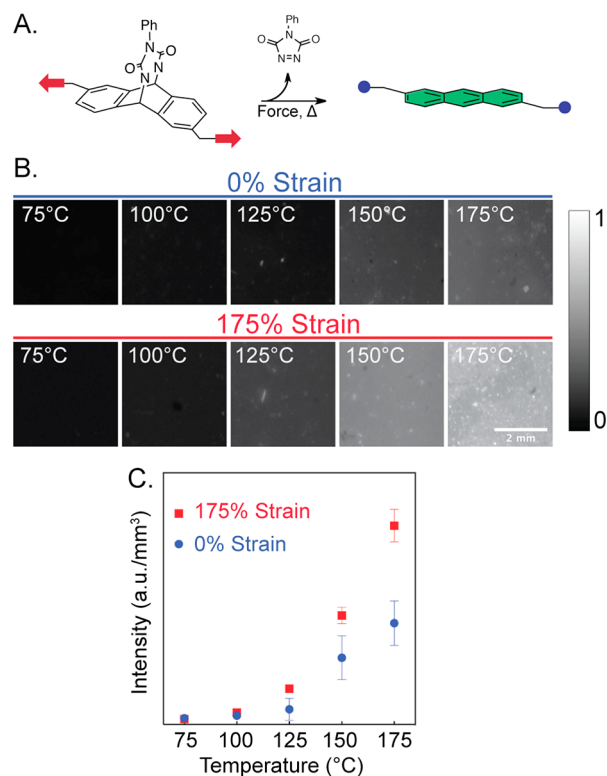 A.
Ph
N
O
O
N
N
Ph
N
O
O
N=N
Force, Δ
B.
0% Strain
75°C 100°C 125°C 150°C 175°C
175% Strain
75°C 100°C 125°C 150°C 175°C
2 mm
1
0
C.
175% Strain
0% Strain
Intensity (a.u./mm³)
75 100 125 150 175
Temperature (°C)